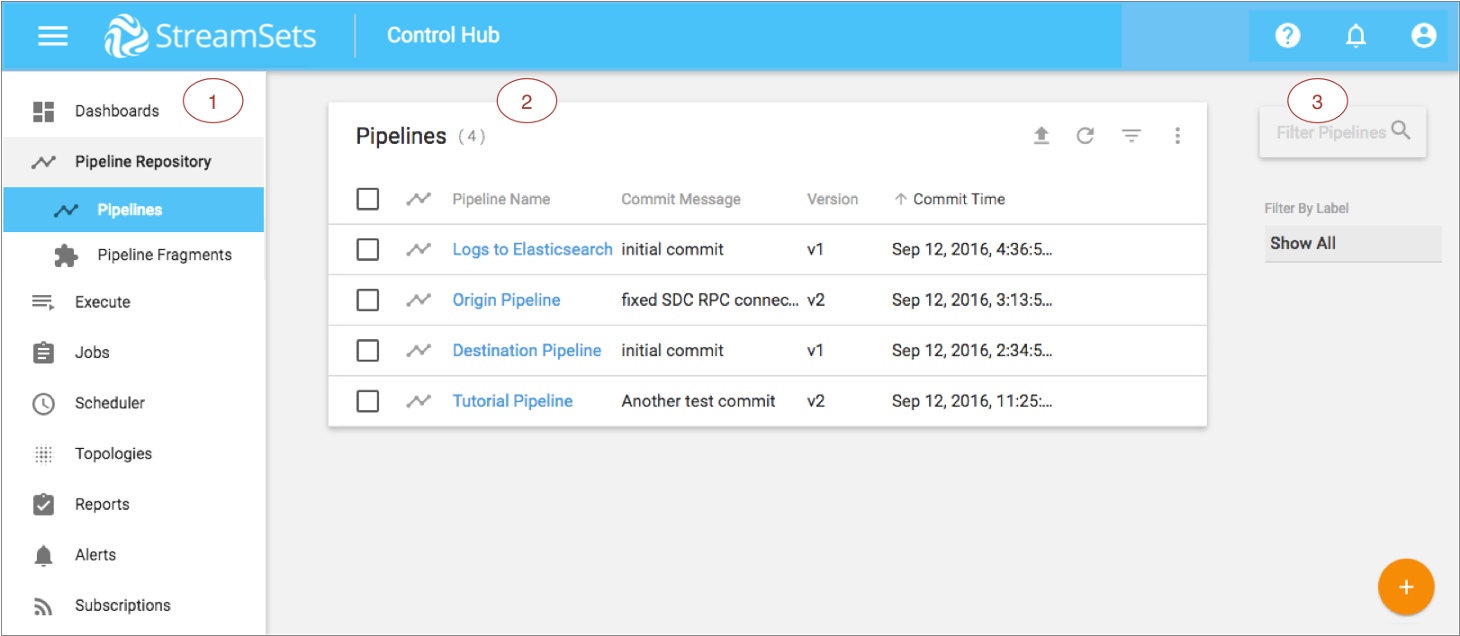 StreamSets Control Hub
1
2
3
Dashboards
Pipeline Repository
Pipelines
Pipeline Fragments
Execute
Jobs
Scheduler
Topologies
Reports
Alerts
Subscriptions
Pipelines (4)
Pipeline Name Commit Message Version Commit Time
Logs to Elasticsearch initial commit v1 Sep 12, 2016, 4:36:5...
Origin Pipeline fixed SDC RPC connec... v2 Sep 12, 2016, 3:13:5...
Destination Pipeline initial commit v1 Sep 12, 2016, 2:34:5...
Tutorial Pipeline Another test commit v2 Sep 12, 2016, 11:25:...
Filter Pipelines
Filter By Label
Show All